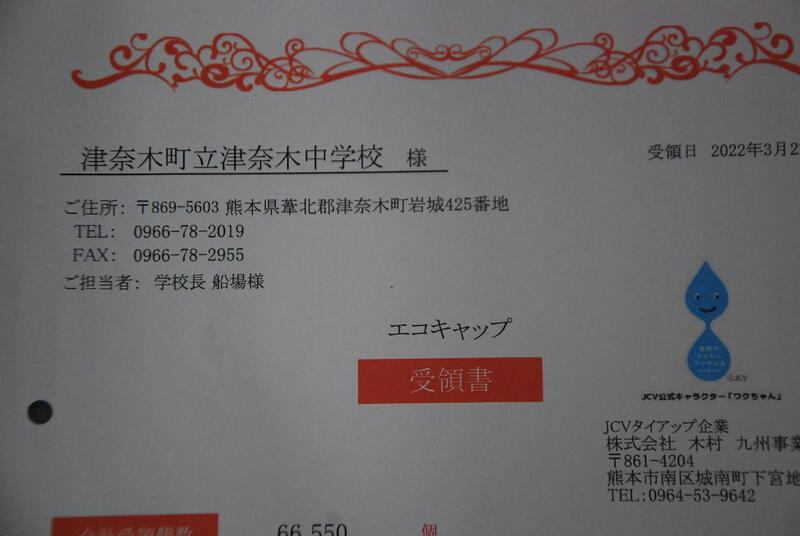 津奈木町立津奈木中学校 様
受領日 2022年3月2
ご住所: 〒869-5603 熊本県葦北郡津奈木町岩城425番地
TEL: 0966-78-2019
FAX: 0966-78-2955
ご担当者: 学校長 船場様
エコキャップ
受領書
©JCV
JCV公式キャラクター「ワクちゃん」
JCVタイアップ企業
株式会社 木村 九州事業
〒861-4204
熊本市南区城南町下宮地
TEL:0964-53-9642
66,550 個